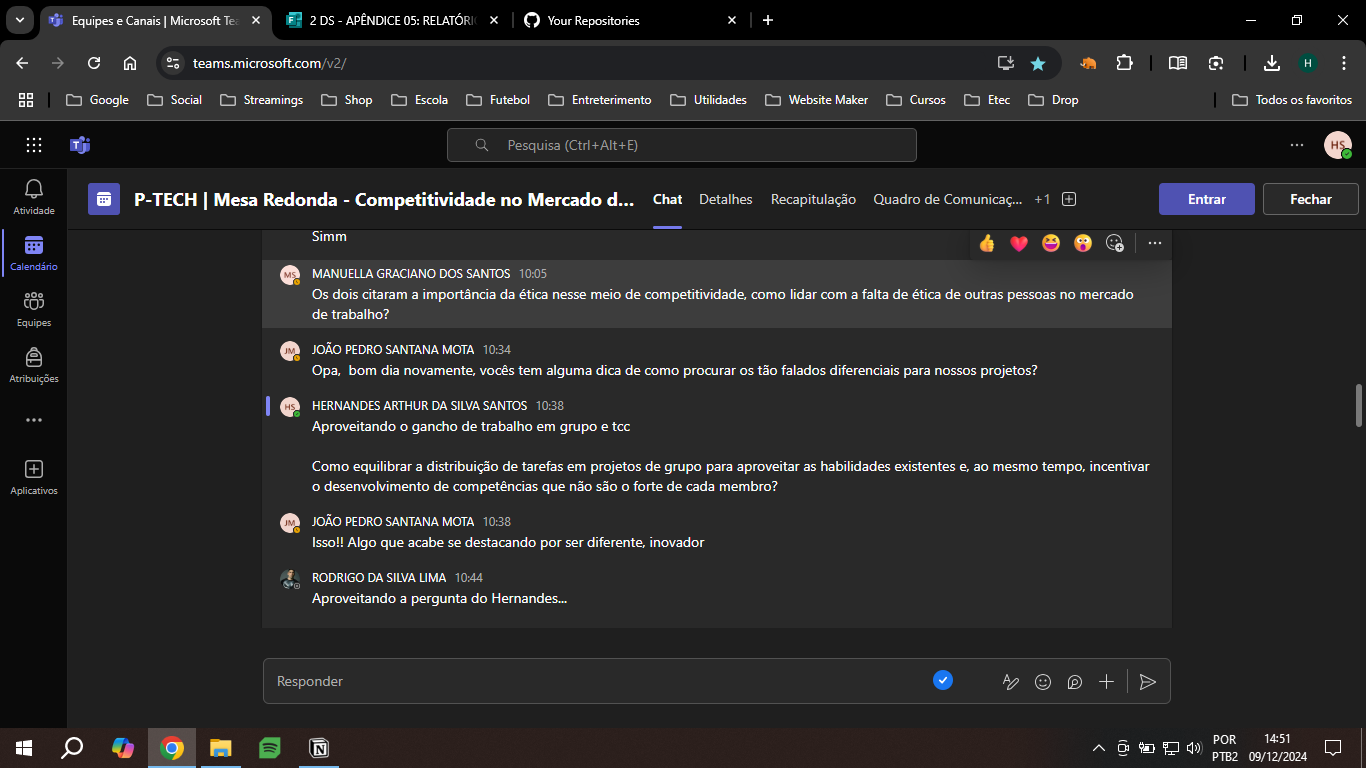 Equipes e Canais | Microsoft Tea
2 DS - APÊNDICE 05: RELATÓRI
Your Repositories
teams.microsoft.com/v2/
H
Google
Social
Streamings
Shop
Escola
Futebol
Entreterimento
Utilidades
Website Maker
Cursos
Etec
Drop
Todos os favoritos
Pesquisa (Ctrl+Alt+E)
HS
Atividade
Calendário
Equipes
Atribuições
Aplicativos
P-TECH | Mesa Redonda - Competitividade no Mercado d...
Chat
Detalhes
Recapitulação
Quadro de Comunicaç...
+1
Entrar
Fechar
Simm
MS
MANUELLA GRACIANO DOS SANTOS 10:05
Os dois citaram a importância da ética nesse meio de competitividade, como lidar com a falta de ética de outras pessoas no mercado
de trabalho?
JM
JOÃO PEDRO SANTANA MOTA 10:34
Opa,  bom dia novamente, vocês tem alguma dica de como procurar os tão falados diferenciais para nossos projetos?
HS
HERNANDES ARTHUR DA SILVA SANTOS 10:38
Aproveitando o gancho de trabalho em grupo e tcc
Como equilibrar a distribuição de tarefas em projetos de grupo para aproveitar as habilidades existentes e, ao mesmo tempo, incentivar
o desenvolvimento de competências que não são o forte de cada membro?
JM
JOÃO PEDRO SANTANA MOTA 10:38
Isso!! Algo que acabe se destacando por ser diferente, inovador
RODRIGO DA SILVA LIMA 10:44
Aproveitando a pergunta do Hernandes...
Responder
POR
PTB2
14:51
09/12/2024